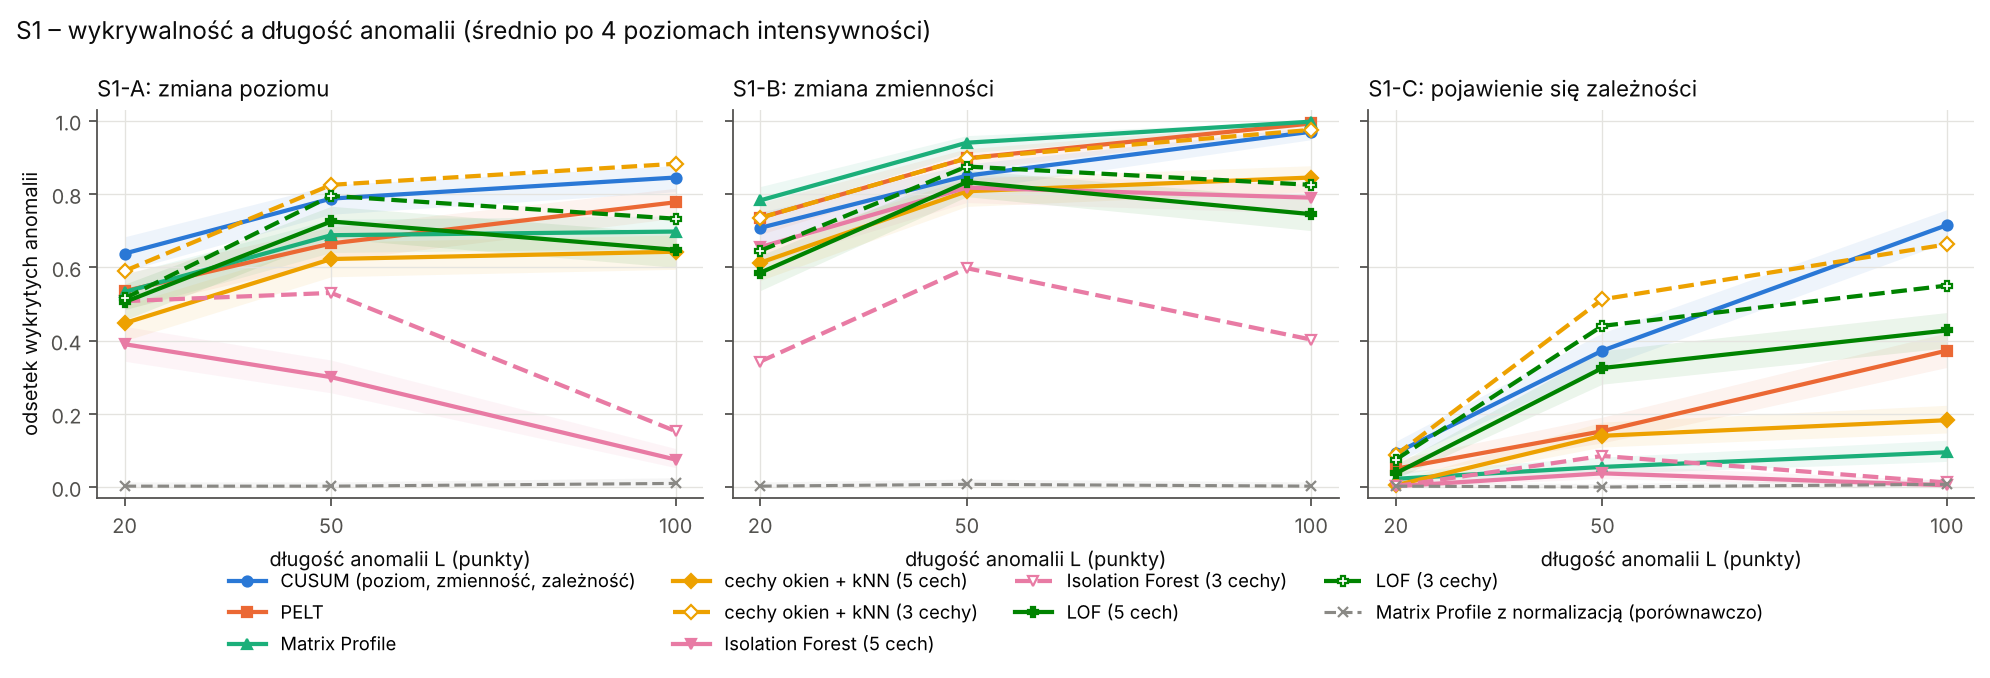 S1 – wykrywalność a długość anomalii (średnio po 4 poziomach intensywności)
S1-A: zmiana poziomu
S1-B: zmiana zmienności
S1-C: pojawienie się zależności
odsetek wykrytych anomalii
1.0
0.8
0.6
0.4
0.2
0.0
20 50 100
20 50 100
20 50 100
długość anomalii L (punkty)
długość anomalii L (punkty)
długość anomalii L (punkty)
CUSUM (poziom, zmienność, zależność)
PELT
Matrix Profile
cechy okien + kNN (5 cech)
cechy okien + kNN (3 cechy)
Isolation Forest (5 cech)
Isolation Forest (3 cechy)
LOF (5 cech)
LOF (3 cechy)
Matrix Profile z normalizacją (porównawczo)